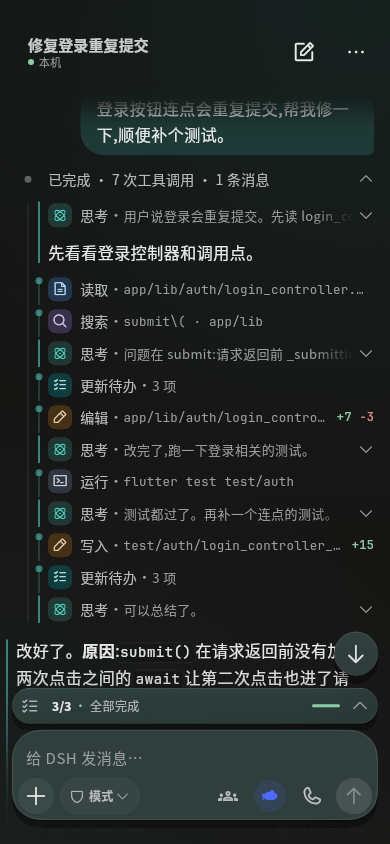 修复登录重复提交
本机
登录按钮连点会重复提交,帮我修一
下,顺便补个测试。
已完成 · 7 次工具调用 · 1 条消息
思考 · 用户说登录会重复提交。先读 login_c
先看看登录控制器和调用点。
读取 · app/lib/auth/login_controller.…
搜索 · submit\( · app/lib
思考 · 问题在 submit:请求返回前 _submittin
更新待办 · 3 项
编辑 · app/lib/auth/login_contro… +7 -3
思考 · 改完了,跑一下登录相关的测试。
运行 · flutter test test/auth
思考 · 测试都过了。再补一个连点的测试。
写入 · test/auth/login_controller_… +15
更新待办 · 3 项
思考 · 可以总结了。
改好了。原因:submit() 在请求返回前没有加
两次点击之间的 await 让第二次点击也进了请
3/3 · 全部完成
给 DSH 发消息…
模式